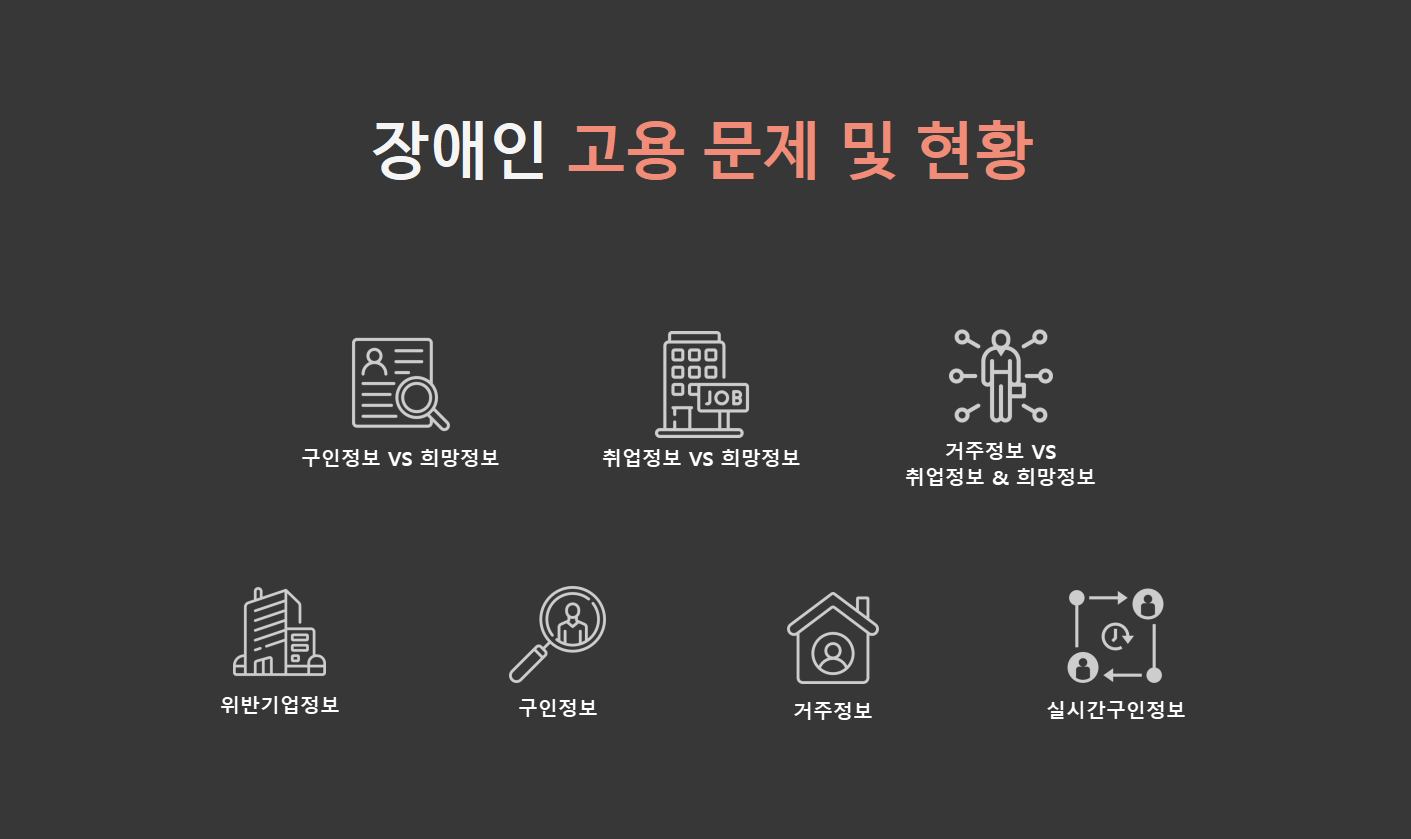 장애인 고용 문제 및 현황
JOB
구인정보 VS 희망정보
취업정보 VS 희망정보
거주정보 VS
취업정보 & 희망정보
위반기업정보
구인정보
거주정보
실시간구인정보